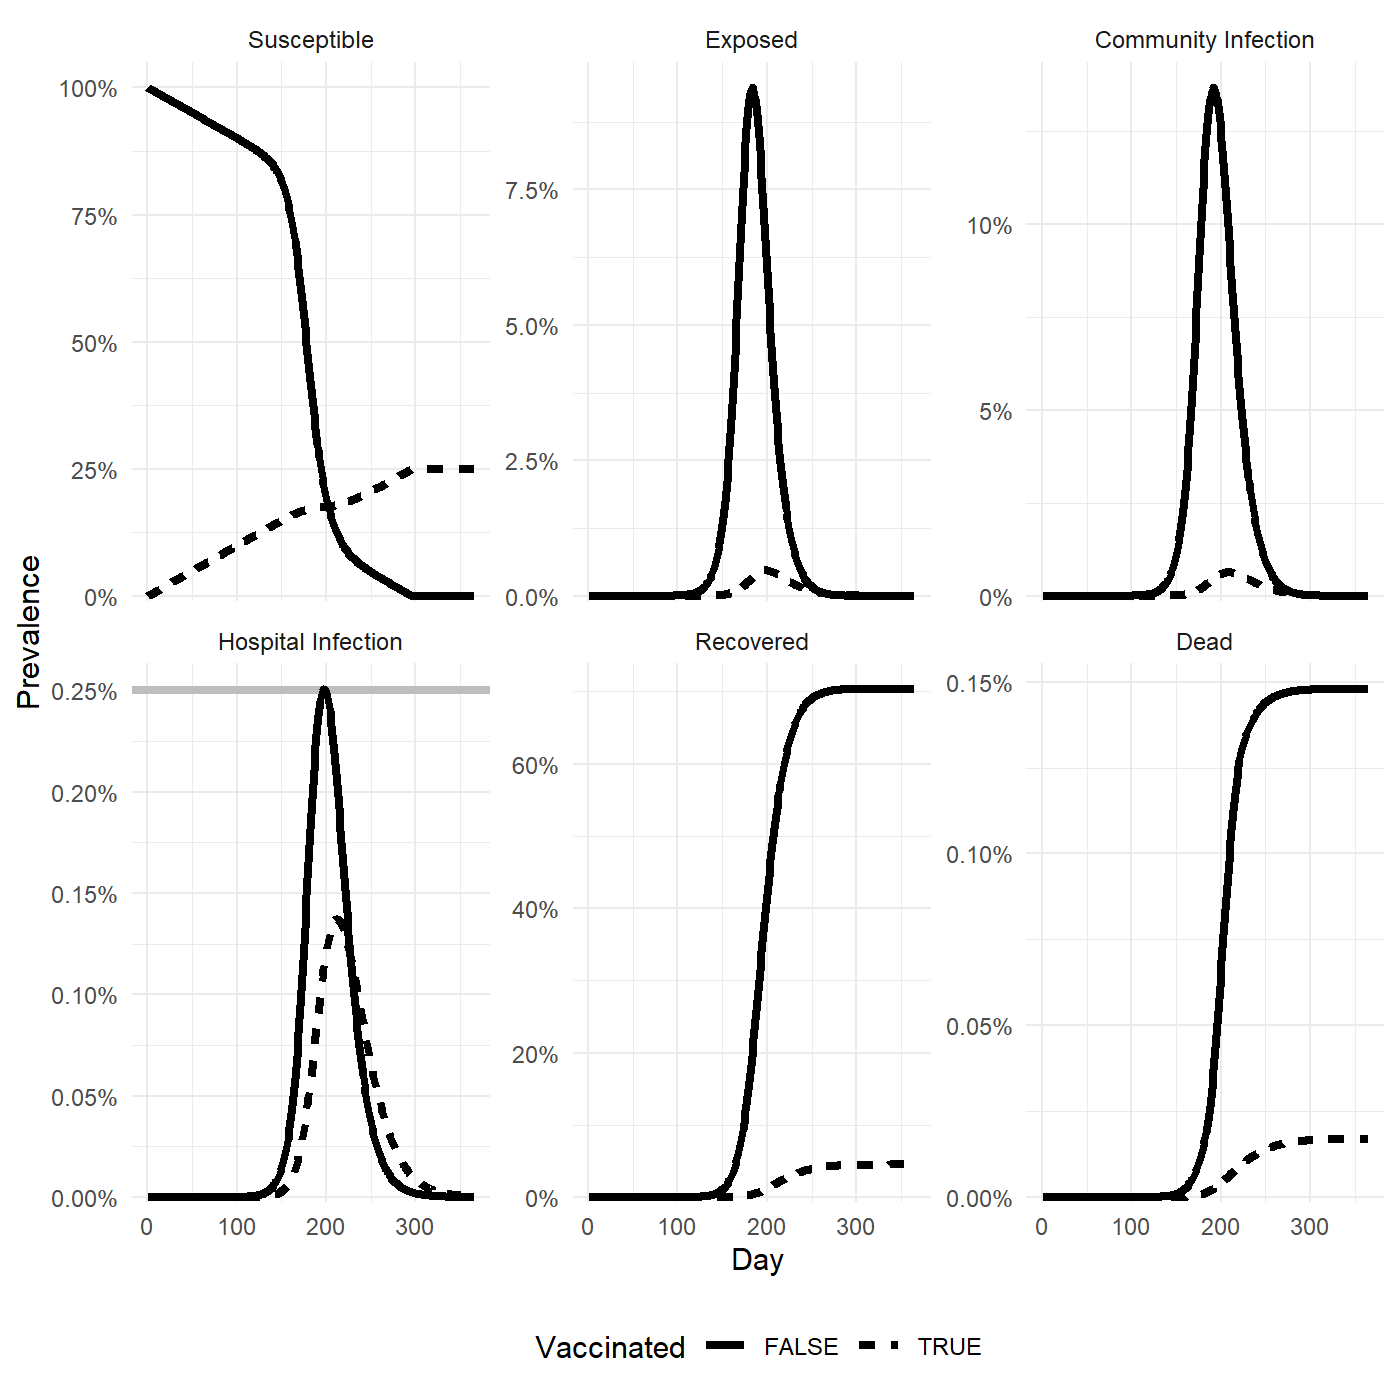 Susceptible
Exposed
Community Infection
100%
75%
50%
25%
0%
7.5%
5.0%
2.5%
0.0%
10%
5%
0%
Prevalence
Hospital Infection
Recovered
Dead
0.25%
0.20%
0.15%
0.10%
0.05%
0.00%
60%
40%
20%
0%
0.15%
0.10%
0.05%
0.00%
0 100 200 300
0 100 200 300
0 100 200 300
Day
Vaccinated FALSE TRUE